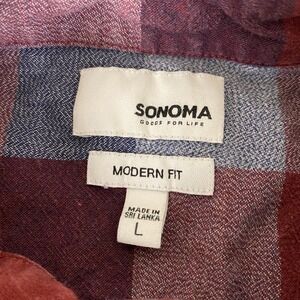 SONOMA
GOODS FOR LIFE
MODERN FIT
MADE IN
SRI LANKA
L